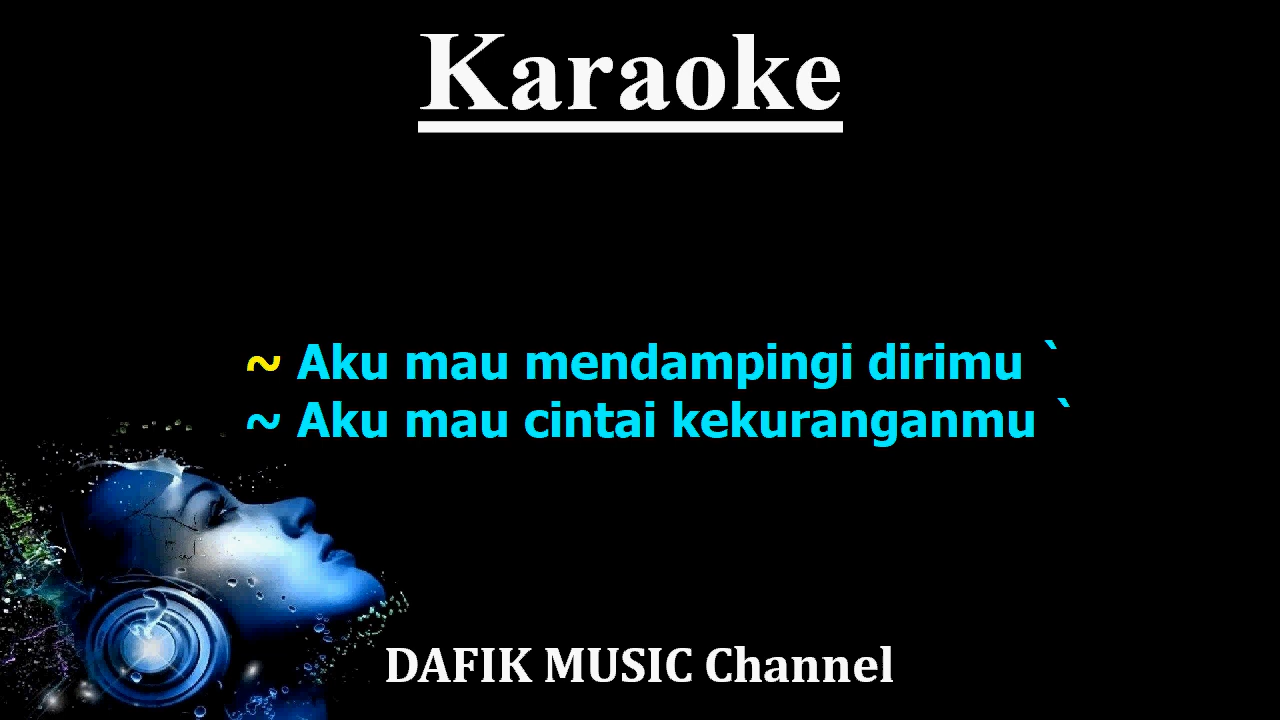 Karaoke
~ Aku mau mendampingi dirimu `
~ Aku mau cintai kekuranganmu `
DAFIK MUSIC Channel